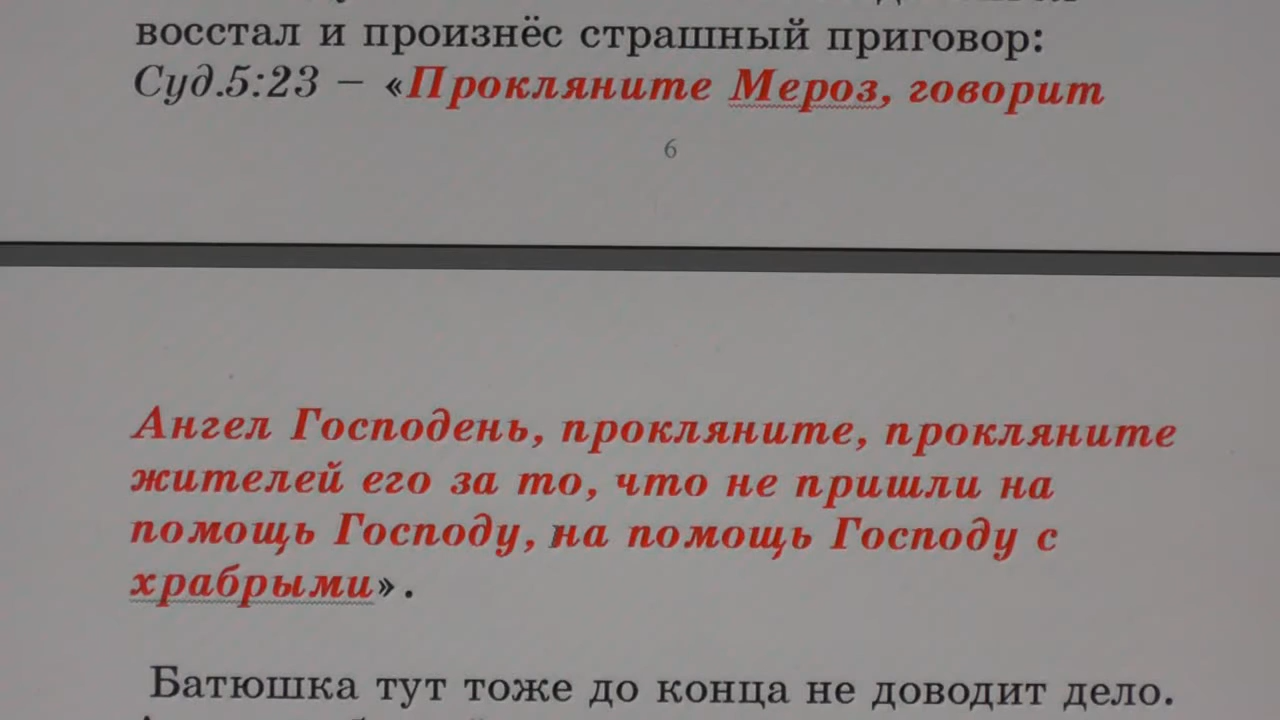 восстал и произнёс страшный приговор:
Суд.5:23 – «Прокляните Мероз, говорит
6
Ангел Господень, прокляните, прокляните
жителей его за то, что не пришли на
помощь Господу, на помощь Господу с
храбрыми».
Батюшка тут тоже до конца не доводит дело.